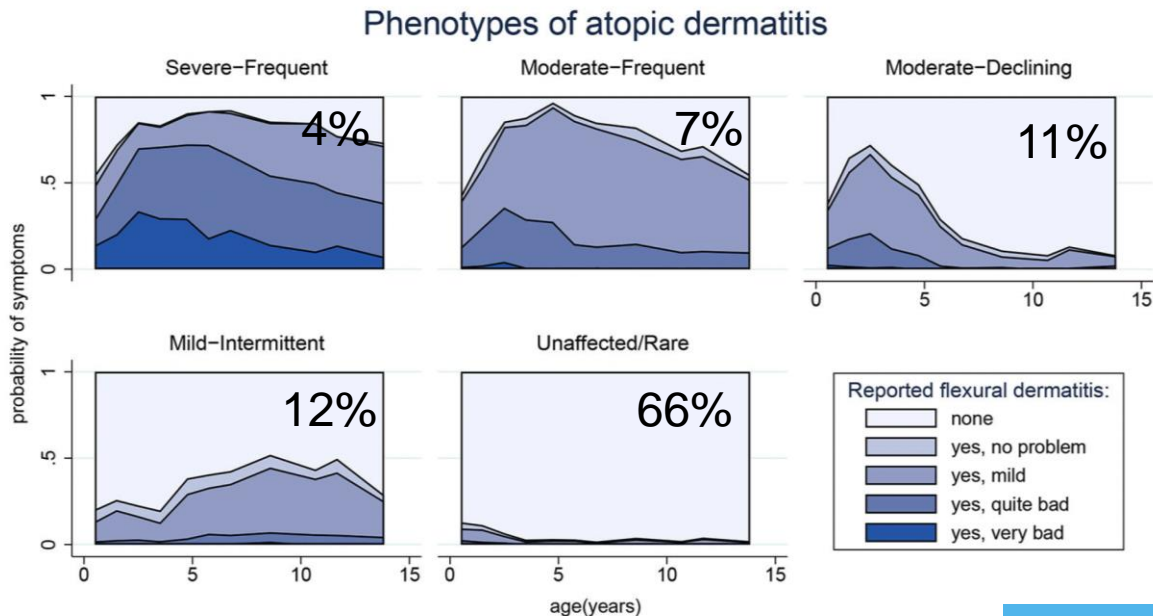 Phenotypes of atopic dermatitis
Severe−Frequent
Moderate−Frequent
Moderate−Declining
1
.5
0
4%
7%
11%
0 5 10 15
probability of symptoms
Mild−Intermittent
Unaffected/Rare
1
.5
0
12%
66%
0 5 10 15
0 5 10 15
age(years)
Reported flexural dermatitis:
none
yes, no problem
yes, mild
yes, quite bad
yes, very bad